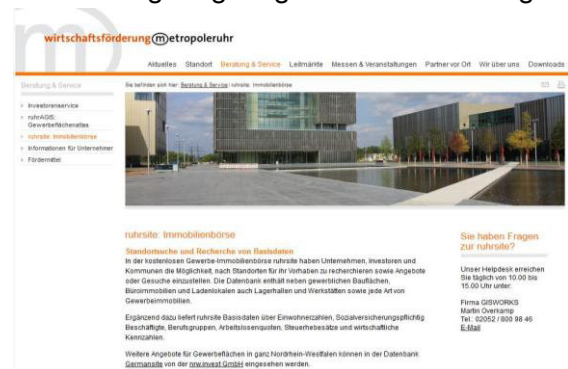 wirtschaftsförderung metropoleruhr
Aktuelles Standort Beratung & Service Leitmärkte Messen & Veranstaltungen Partner vor Ort Wir über uns Downloads
Beratung & Service
Sie befinden sich hier: Beratung & Service: ruhrsite: Immobilienbörse
Investorenservice
ruhrAGIS:
Gewerbeflächenatlas
ruhrsite: Immobilienbörse
Informationen für Unternehmer
Fördermittel
ruhrsite: Immobilienbörse
Standortsuche und Recherche von Basisdaten
In der kostenlosen Gewerbe-Immobilienbörse ruhrsite haben Unternehmen, Investoren und
Kommunen die Möglichkeit, nach Standorten für ihr Vorhaben zu recherchieren sowie Angebote
oder Gesuche einzustellen. Die Datenbank enthält neben gewerblichen Bauflächen,
Büroimmobilien und Ladenlokalen auch Lagerhallen und Werkstätten sowie jede Art von
Gewerbeimmobilien.
Ergänzend dazu liefert ruhrsite Basisdaten über Einwohnerzahlen, Sozialversicherungspflichtig
Beschäftigte, Berufsgruppen, Arbeitslosenquoten, Steuerhebesätze und wirtschaftliche
Kennzahlen.
Weitere Angebote für Gewerbeflächen in ganz Nordrhein-Westfalen können in der Datenbank
Germansite von der nrw.invest GmbH eingesehen werden.
Sie haben Fragen
zur ruhrsite?
Unser Helpdesk erreichen
Sie täglich von 10.00 bis
15.00 Uhr unter:
Firma GISWORKS
Martin Overkamp
Tel.: 02052 / 800 98 46
E-Mail